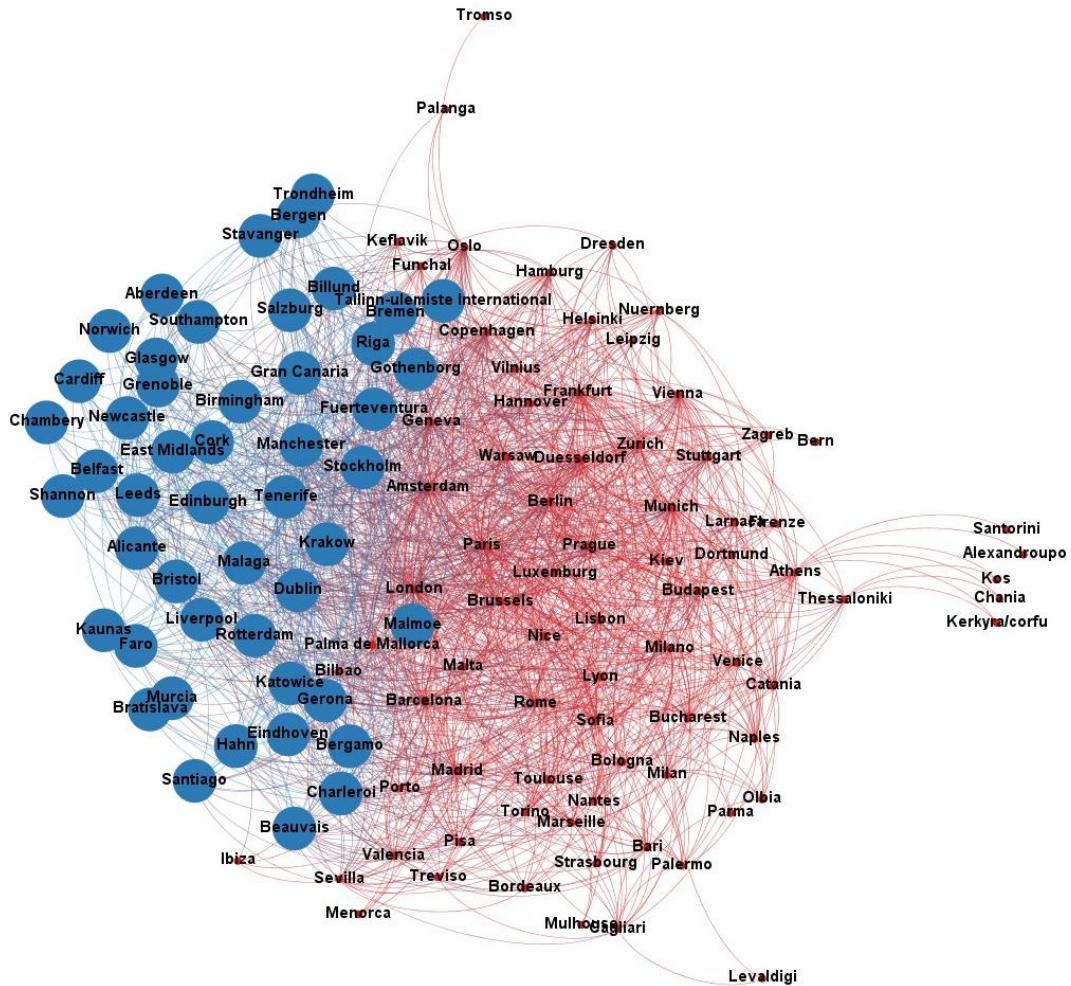 Tromso
Palanga
Trondheim
Bergen
Stavanger
Keflavik
Oslo
Dresden
Funchal
Hamburg
Aberdeen
Billund
Tallinn-ulemiste International
Salzburg
Bremen
Southampton
Nuernberg
Norwich
Helsinki
Copenhagen
Leipzig
Riga
Glasgow
Vilnius
Gothenborg
Gran Canaria
Cardiff
Grenoble
Frankfurt
Vienna
Birmingham
Hannover
Fuerteventura
Chambery
Newcastle
Geneva
Zagreb
Bern
Cork
Manchester
Zurich
East Midlands
Warsaw
Duesseldorf
Stuttgart
Stockholm
Belfast
Amsterdam
Shannon
Leeds
Edinburgh
Tenerife
Berlin
Munich
Larnaca
Firenze
Santorini
Krakow
Paris
Prague
Alicante
Dortmund
Alexandroupo
Malaga
Kiev
Luxemburg
Athens
Bristol
Kos
Dublin
London
Budapest
Brussels
Thessaloniki
Chania
Liverpool
Lisbon
Malmoe
Kerkyra/corfu
Kaunas
Rotterdam
Nice
Faro
Palma de Mallorca
Milano
Malta
Venice
Bilbao
Lyon
Katowice
Catania
Murcia
Gerona
Barcelona
Rome
Bratislava
Sofia
Bucharest
Eindhoven
Naples
Hahn
Bergamo
Bologna
Madrid
Milan
Santiago
Toulouse
Porto
Charleroi
Olbia
Nantes
Torino
Parma
Marseille
Beauvais
Pisa
Bari
Valencia
Ibiza
Strasbourg
Palermo
Sevilla
Treviso
Bordeaux
Menorca
Mulhouse
Cagliari
Levaldigi